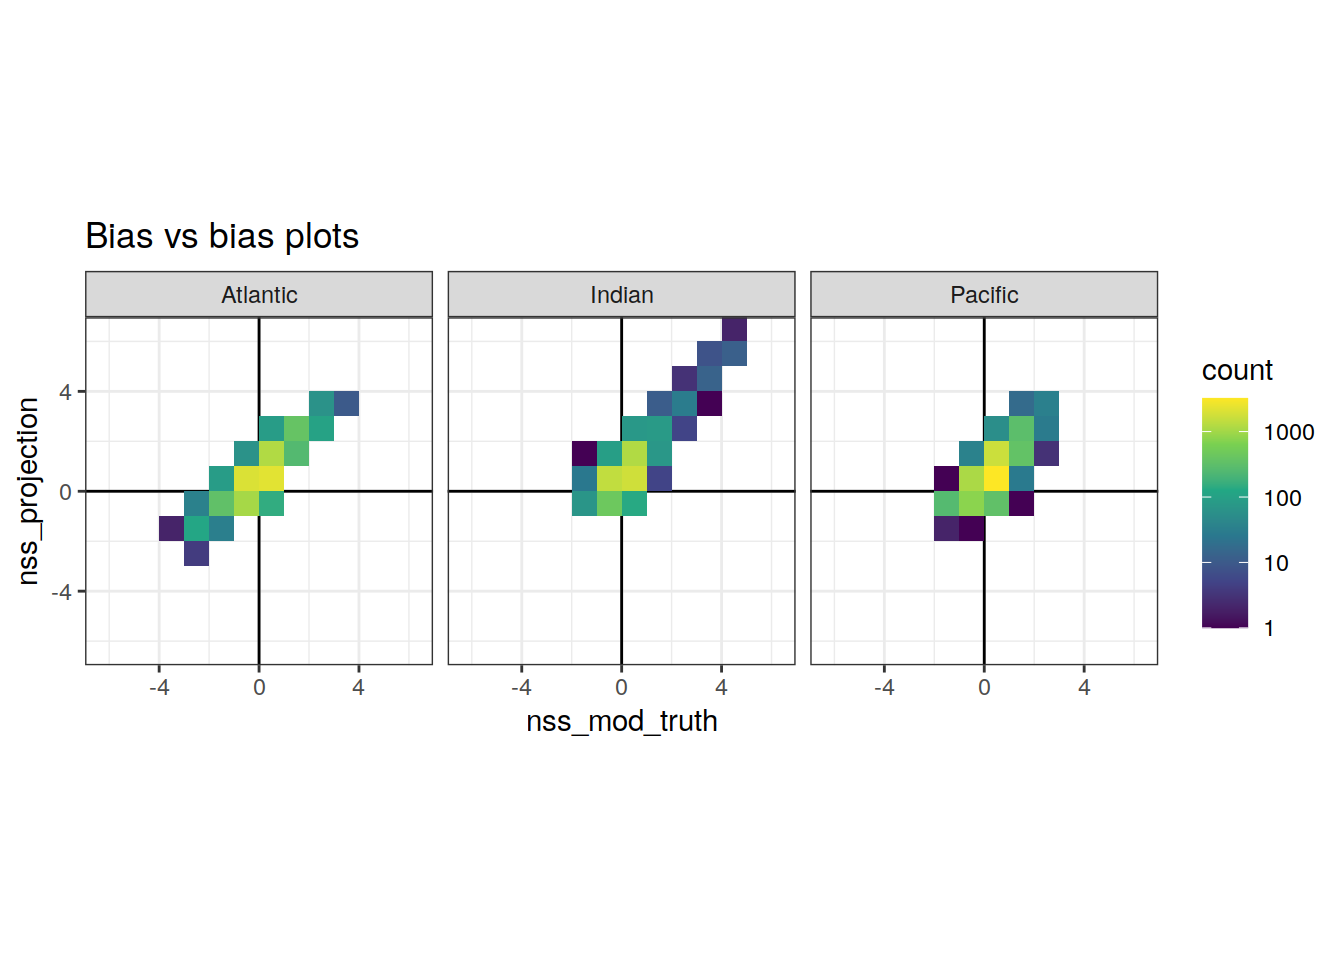 Bias vs bias plots
Atlantic
Indian
Pacific
nss_projection
4
0
-4
-4 0 4
-4 0 4
-4 0 4
nss_mod_truth
count
1000
100
10
1